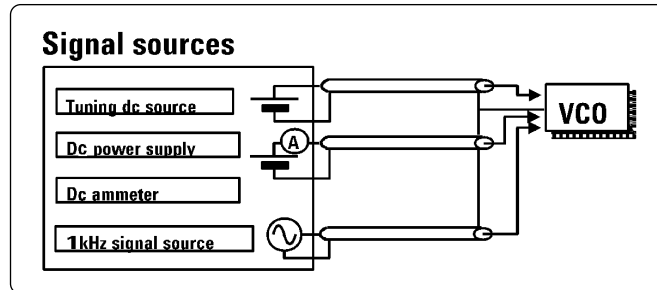 Signal sources
Tuning dc source
Dc power supply
A
Dc ammeter
1kHz signal source
VCO